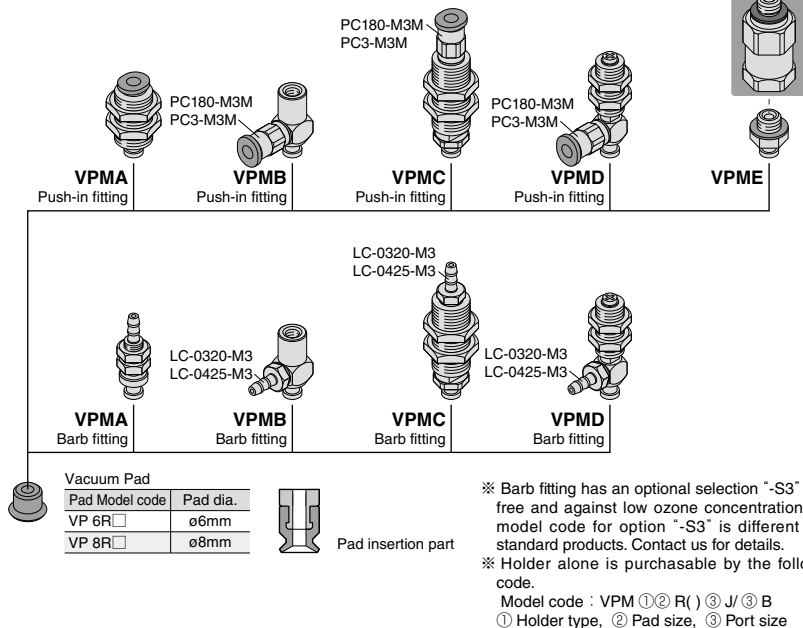 PC180-M3M
PC3-M3M
PC180-M3M
PC3-M3M
PC180-M3M
PC3-M3M
VPMA
Push-in fitting
VPMB
Push-in fitting
VPMC
Push-in fitting
VPMD
Push-in fitting
VPME
LC-0320-M3
LC-0425-M3
LC-0320-M3
LC-0425-M3
LC-0320-M3
LC-0425-M3
VPMA
Barb fitting
VPMB
Barb fitting
VPMC
Barb fitting
VPMD
Barb fitting
Vacuum Pad
Pad Model code Pad dia.
VP 6R□ ø6mm
VP 8R□ ø8mm
Pad insertion part
※ Barb fitting has an optional selection "-S3"
free and against low ozone concentration
model code for option "-S3" is different
standard products. Contact us for details.
※ Holder alone is purchasable by the follo
code.
Model code : VPM ①② R( ) ③ J/ ③ B
① Holder type, ② Pad size, ③ Port size